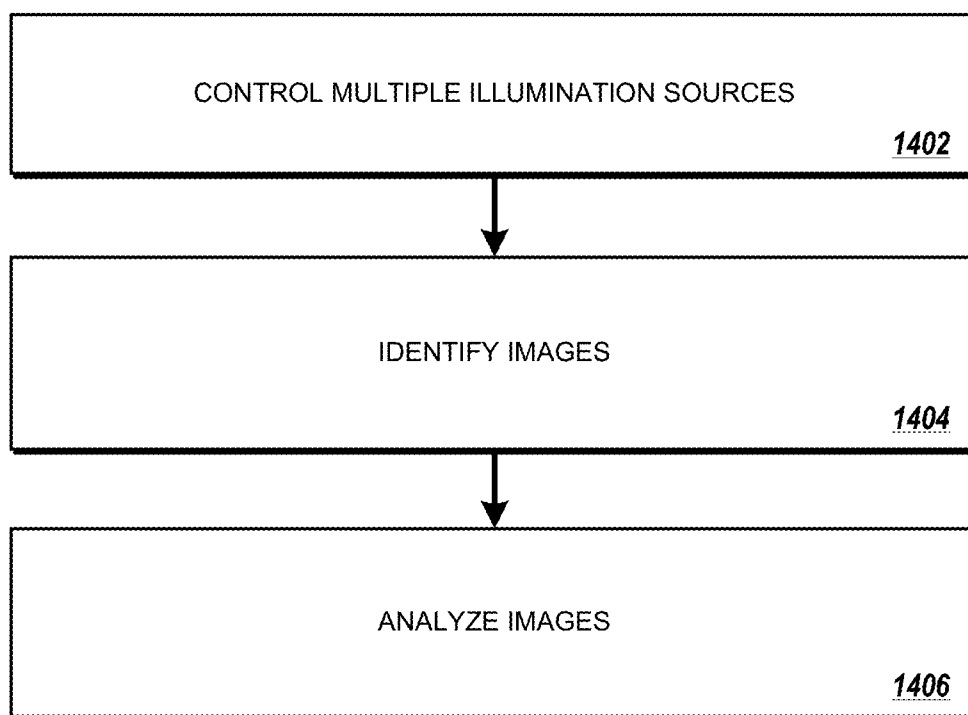 CONTROL MULTIPLE ILLUMINATION SOURCES
1402
IDENTIFY IMAGES
1404
ANALYZE IMAGES
1406